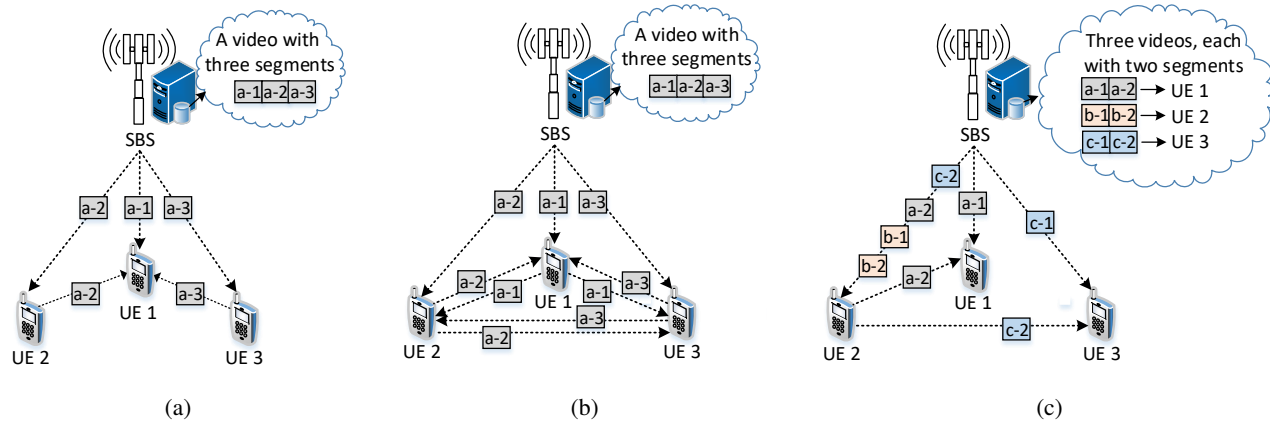 A video with
three segments
a-1 a-2 a-3
SBS
a-2 a-1 a-3
a-2 a-3
UE 1
UE 2
UE 3
(a)
A video with
three segments
a-1 a-2 a-3
SBS
a-2 a-1 a-3
a-2 a-3
a-1 a-1
UE 1
a-3
a-2
UE 2
UE 3
(b)
Three videos, each
with two segments
a-1 a-2 UE 1
b-1 b-2 UE 2
c-1 c-2 UE 3
SBS
c-2
a-2 a-1
c-1
b-1
b-2
a-2
UE 1
c-2
UE 2
UE 3
(c)